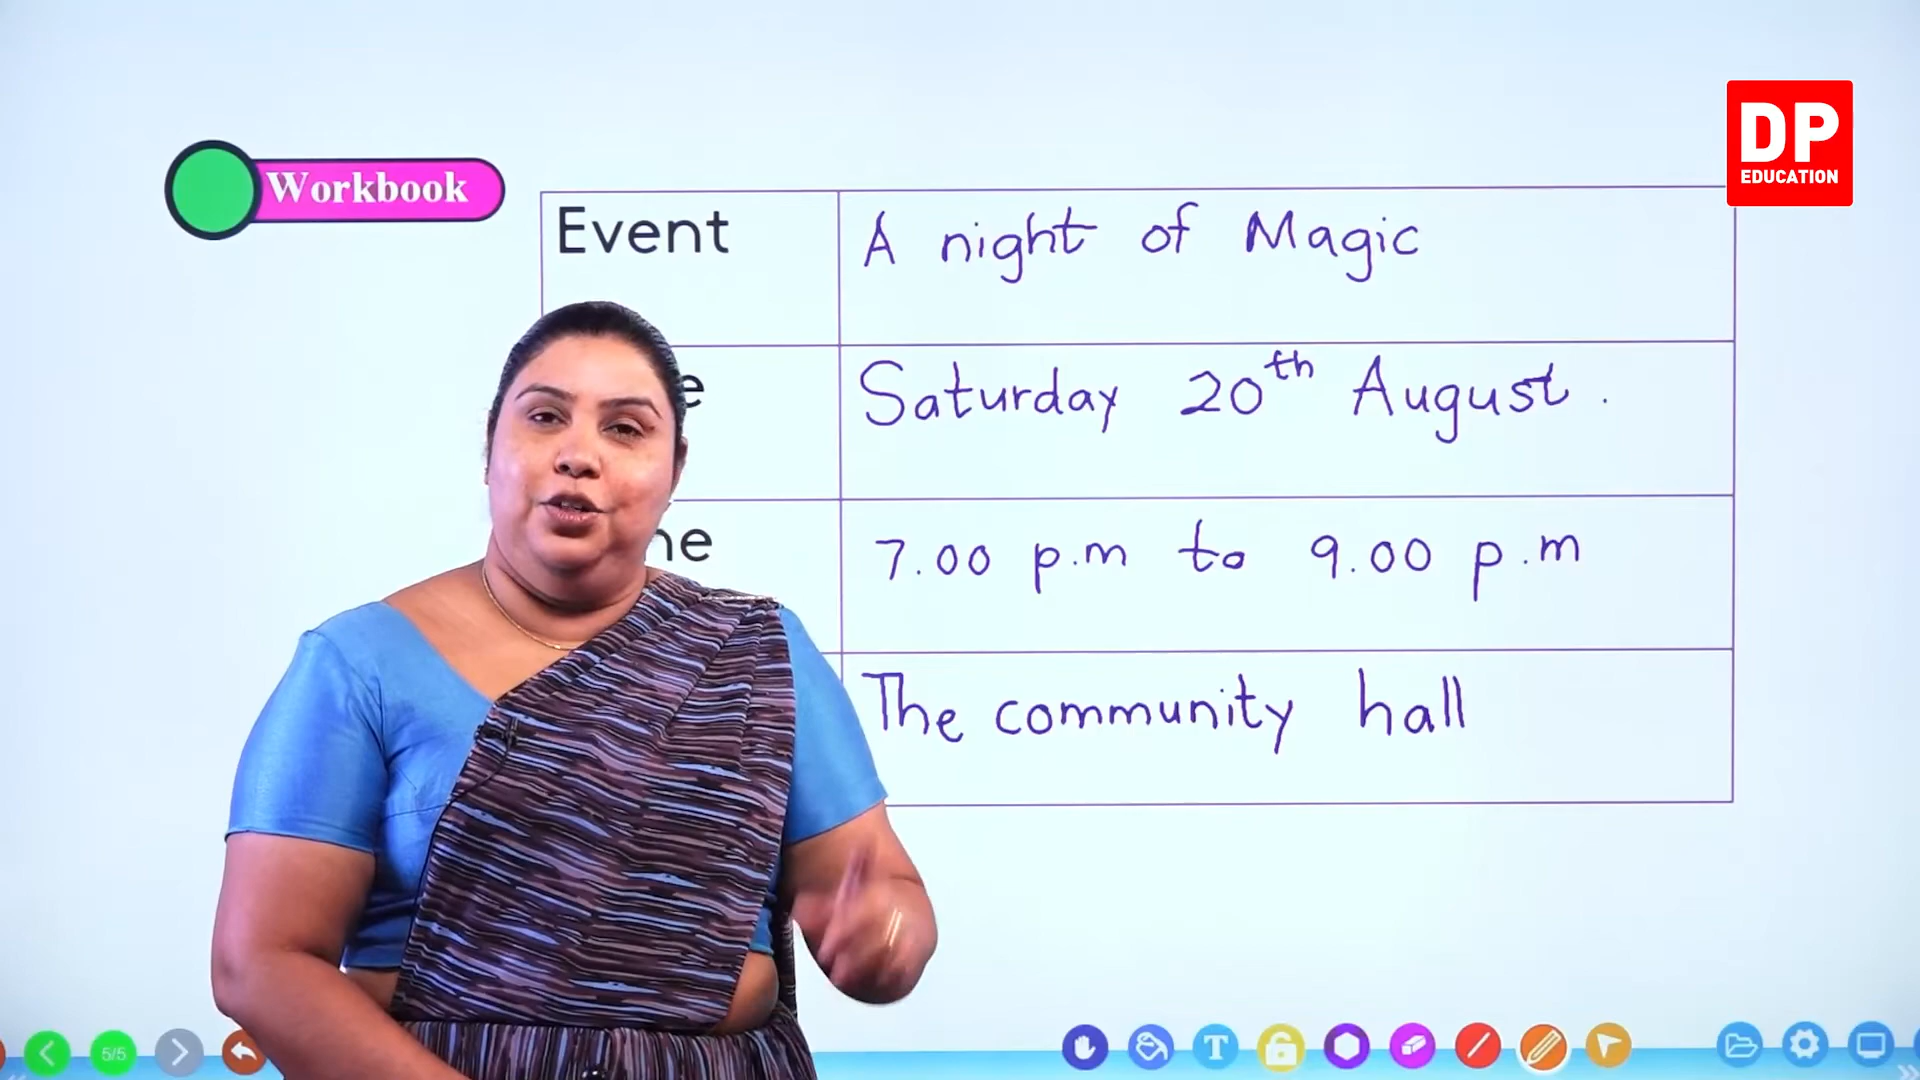 DP
EDUCATION
Workbook
Event
A night of Magic
e
Saturday 20th August.
ne
7.00 p.m to 9.00 p.m
The community hall
5/5
T